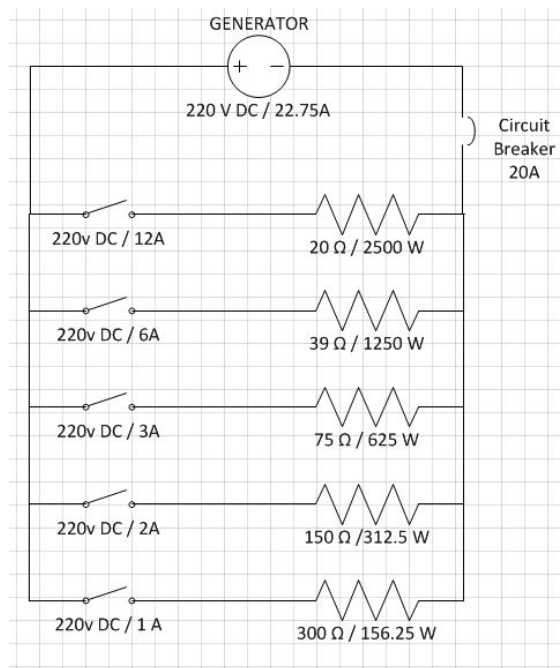 GENERATOR
+ −
220 V DC / 22.75A
Circuit
Breaker
20A
220v DC / 12A
20 Ω / 2500 W
220v DC / 6A
39 Ω / 1250 W
220v DC / 3A
75 Ω / 625 W
220v DC / 2A
150 Ω /312.5 W
220v DC / 1 A
300 Ω / 156.25 W